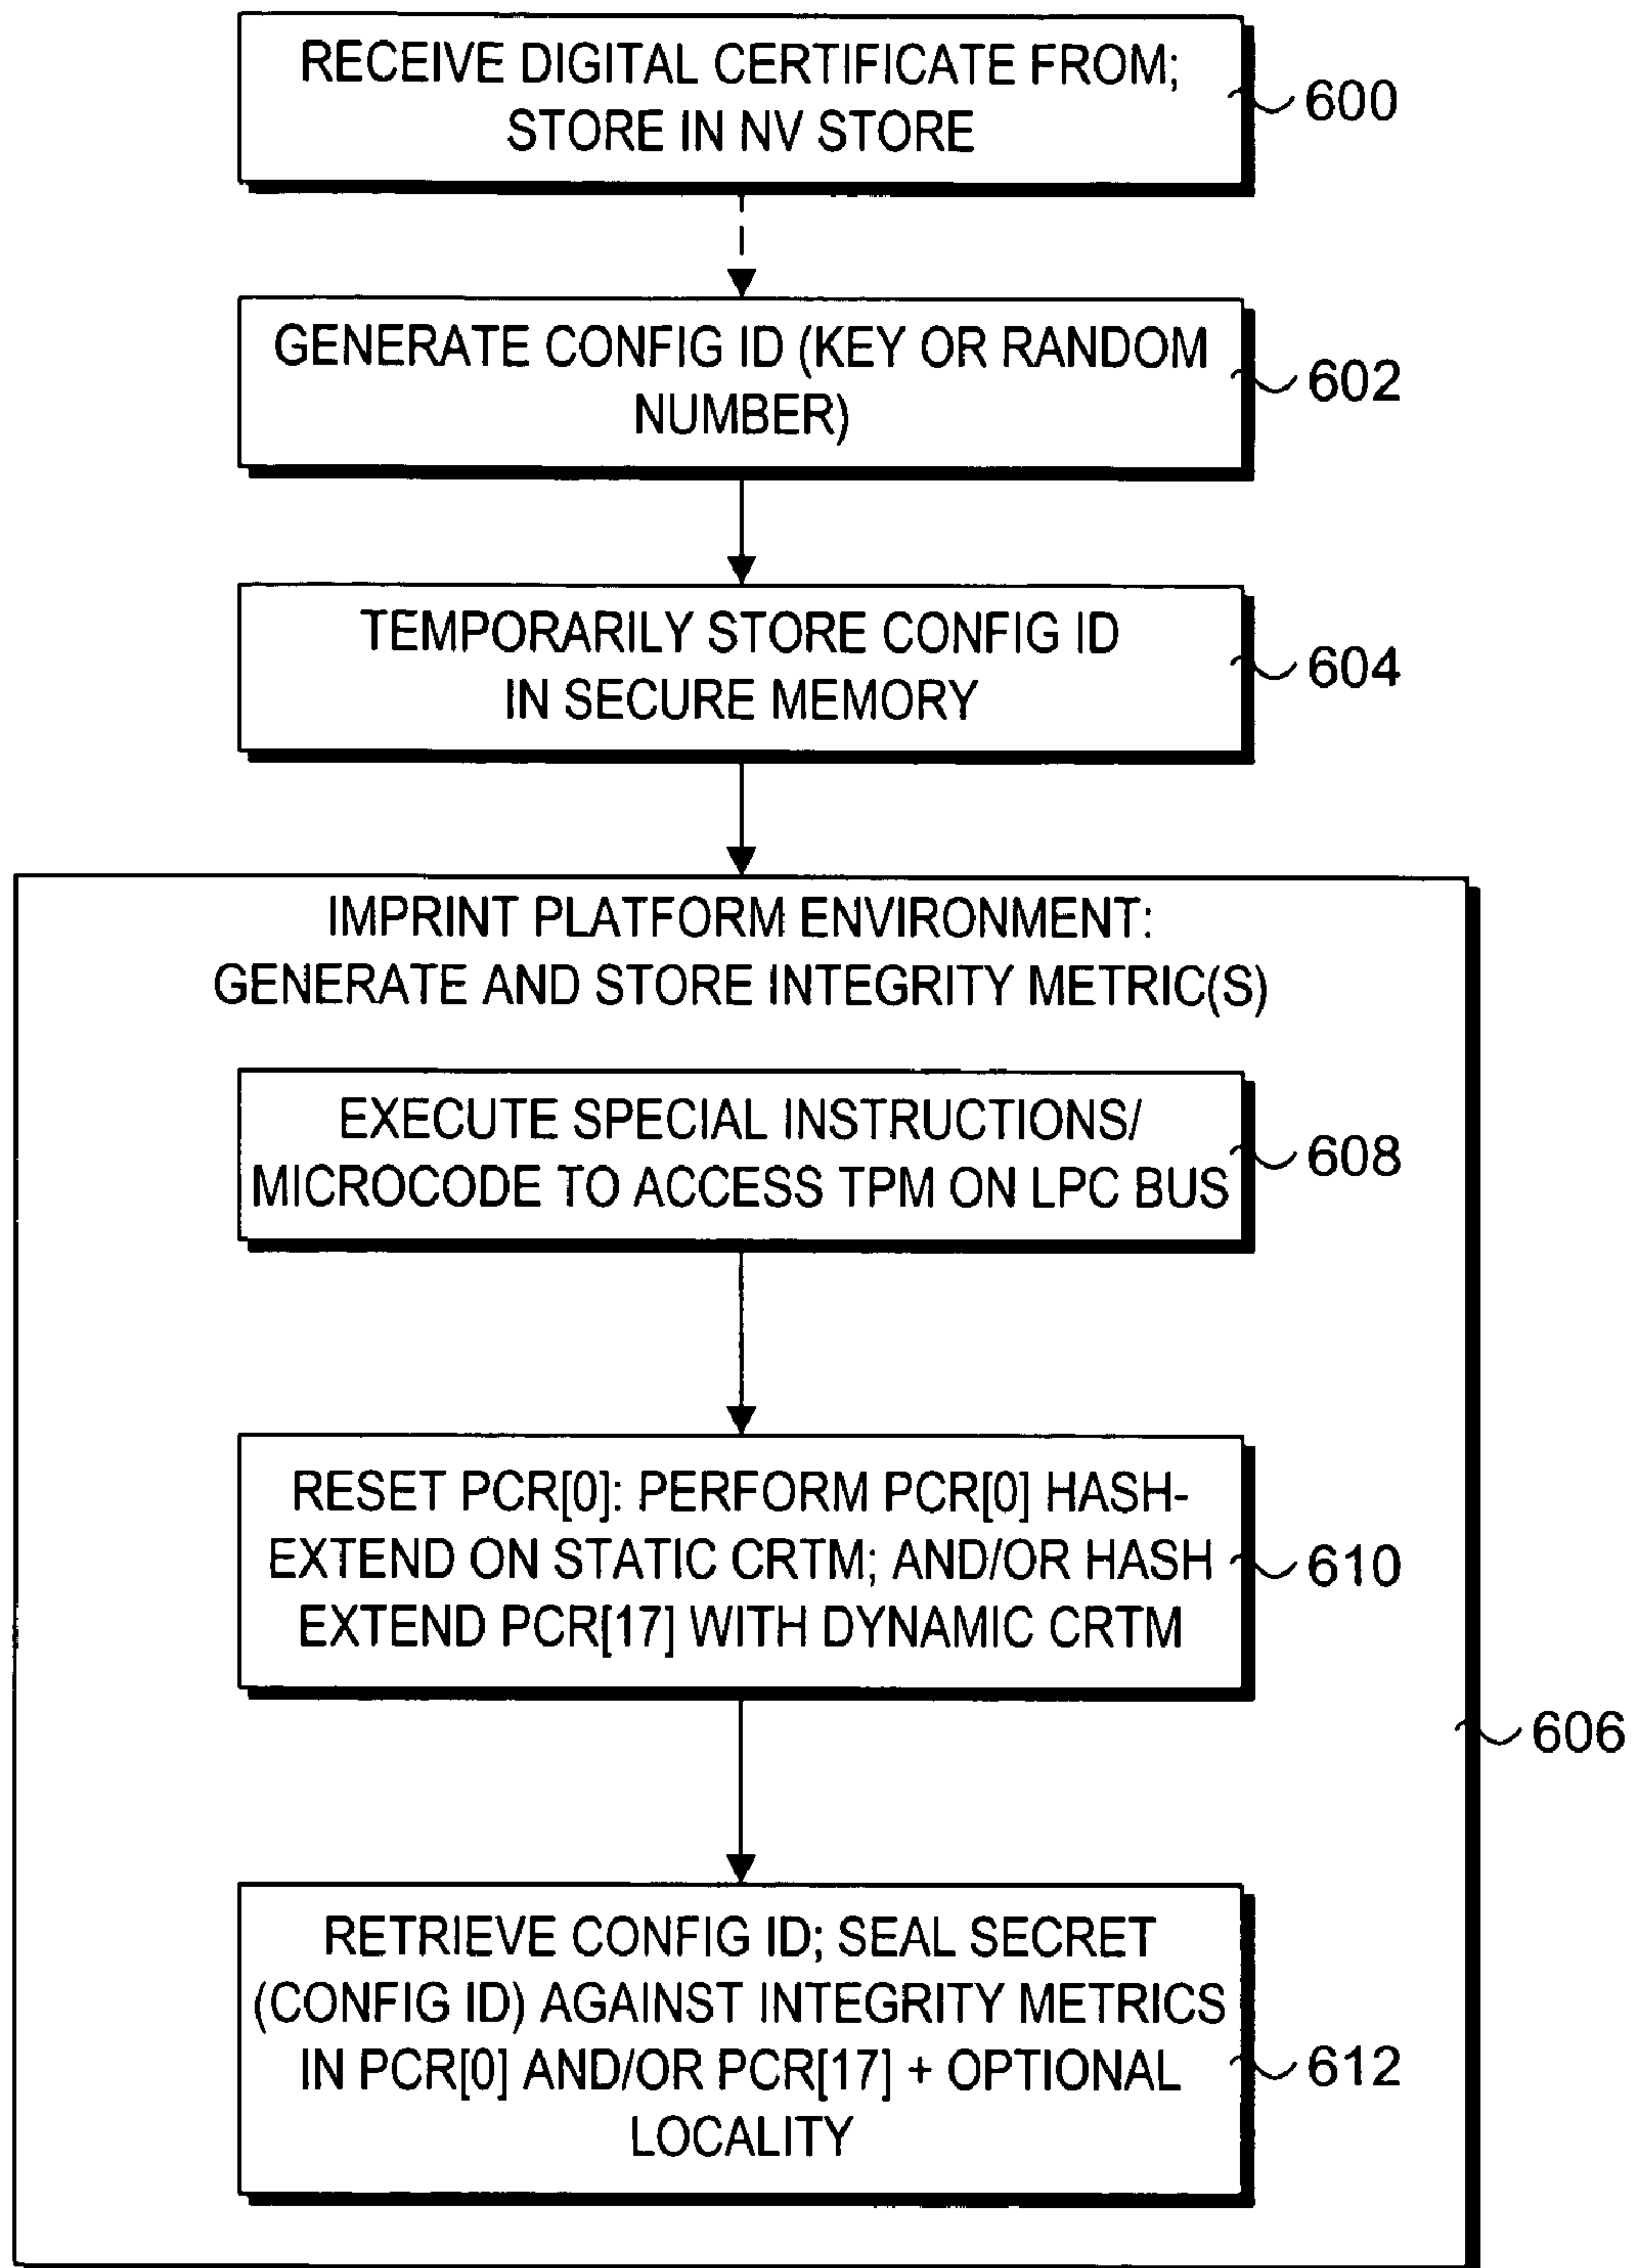 RECEIVE DIGITAL CERTIFICATE FROM;
STORE IN NV STORE
600
GENERATE CONFIG ID (KEY OR RANDOM
NUMBER)
602
TEMPORARILY STORE CONFIG ID
IN SECURE MEMORY
604
IMPRINT PLATFORM ENVIRONMENT:
GENERATE AND STORE INTEGRITY METRIC(S)
EXECUTE SPECIAL INSTRUCTIONS/
MICROCODE TO ACCESS TPM ON LPC BUS
608
RESET PCR[0]: PERFORM PCR[0] HASH-
EXTEND ON STATIC CRTM; AND/OR HASH
EXTEND PCR[17] WITH DYNAMIC CRTM
610
606
RETRIEVE CONFIG ID; SEAL SECRET
(CONFIG ID) AGAINST INTEGRITY METRICS
IN PCR[0] AND/OR PCR[17] + OPTIONAL
LOCALITY
612